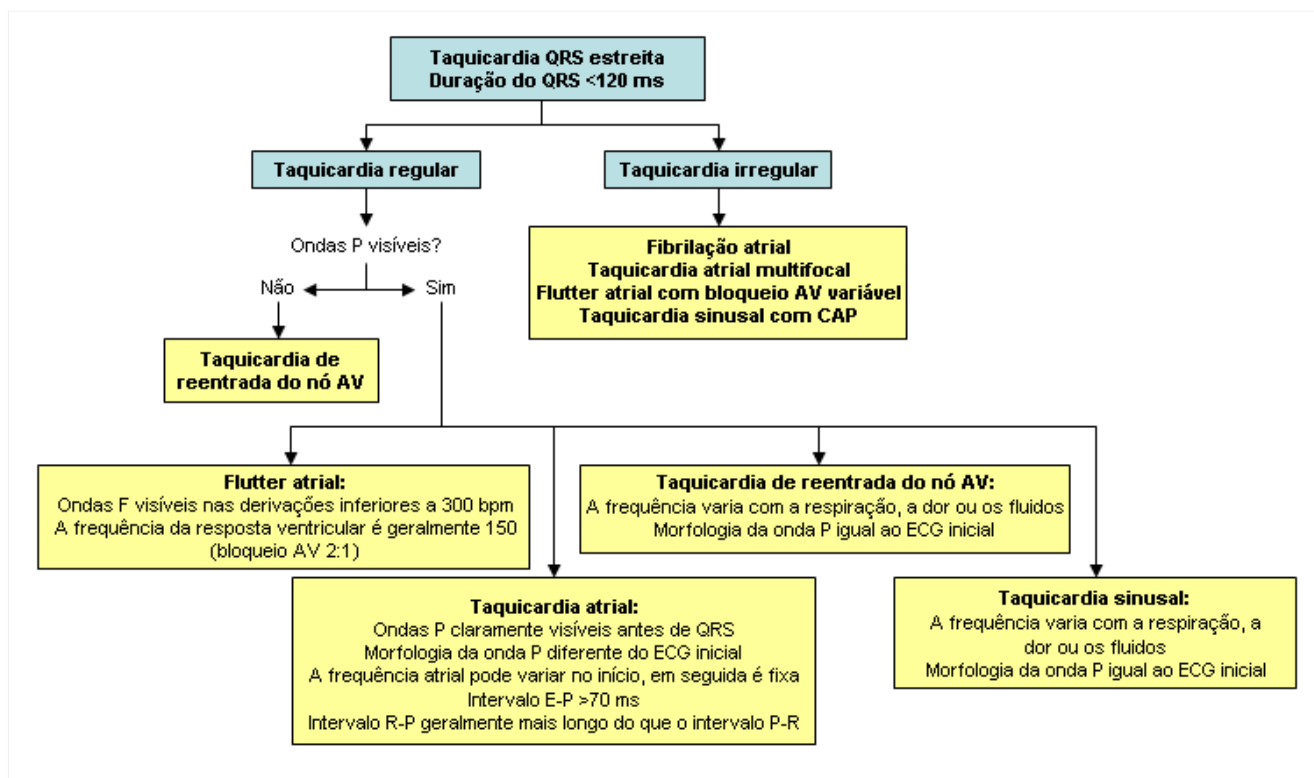 Taquicardia QRS estreita
Duração do QRS <120 ms
Taquicardia regular
Taquicardia irregular
Ondas P visíveis?
Não
Sim
Fibrilação atrial
Taquicardia atrial multifocal
Flutter atrial com bloqueio AV variável
Taquicardia sinusal com CAP
Taquicardia de
reentrada do nó AV
Flutter atrial:
Ondas F visíveis nas derivações inferiores a 300 bpm
A frequência da resposta ventricular é geralmente 150
(bloqueio AV 2:1)
Taquicardia de reentrada do nó AV:
A frequência varia com a respiração, a dor ou os fluidos
Morfologia da onda P igual ao ECG inicial
Taquicardia atrial:
Ondas P claramente visíveis antes de QRS
Morfologia da onda P diferente do ECG inicial
A frequência atrial pode variar no início, em seguida é fixa
Intervalo E-P >70 ms
Intervalo R-P geralmente mais longo do que o intervalo P-R
Taquicardia sinusal:
A frequência varia com a respiração, a
dor ou os fluidos
Morfologia da onda P igual ao ECG inicial